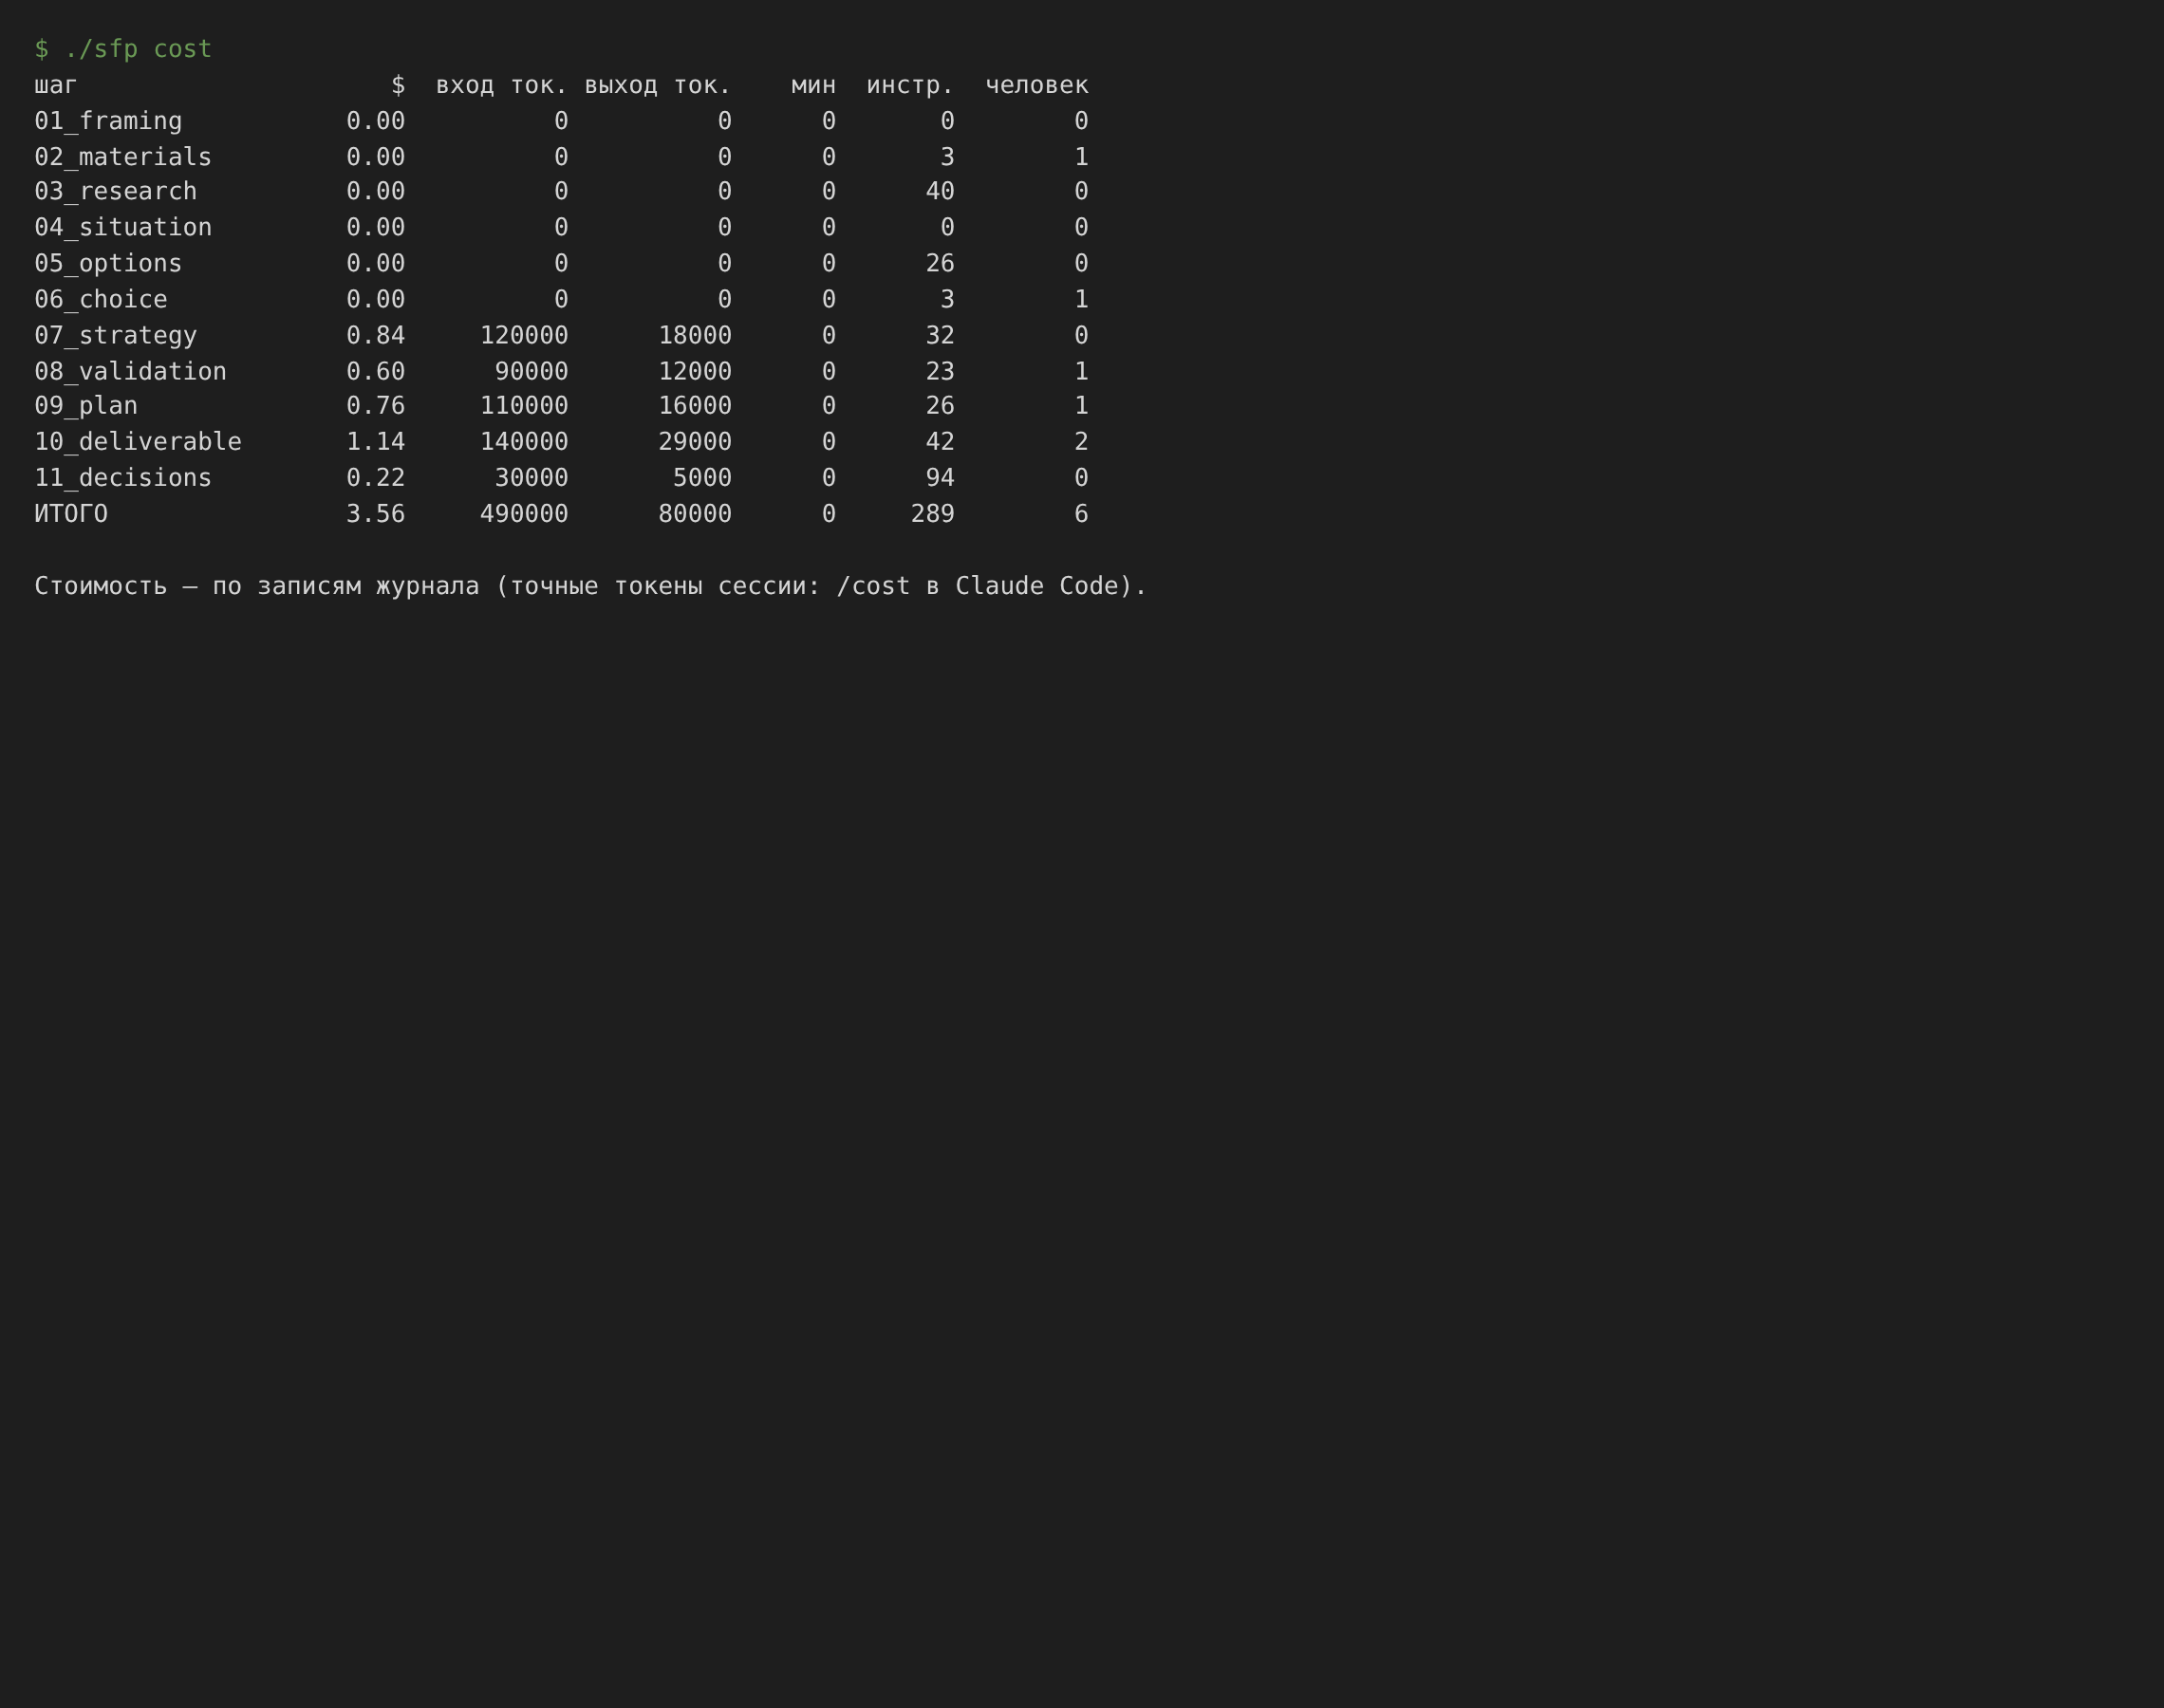 $ ./sfp cost
шаг $ вход ток. выход ток. мин инстр. человек
01_framing 0.00 0 0 0 0 0
02_materials 0.00 0 0 0 3 1
03_research 0.00 0 0 0 40 0
04_situation 0.00 0 0 0 0 0
05_options 0.00 0 0 0 26 0
06_choice 0.00 0 0 0 3 1
07_strategy 0.84 120000 18000 0 32 0
08_validation 0.60 90000 12000 0 23 1
09_plan 0.76 110000 16000 0 26 1
10_deliverable 1.14 140000 29000 0 42 2
11_decisions 0.22 30000 5000 0 94 0
ИТОГО 3.56 490000 80000 0 289 6
Стоимость — по записям журнала (точные токены сессии: /cost в Claude Code).